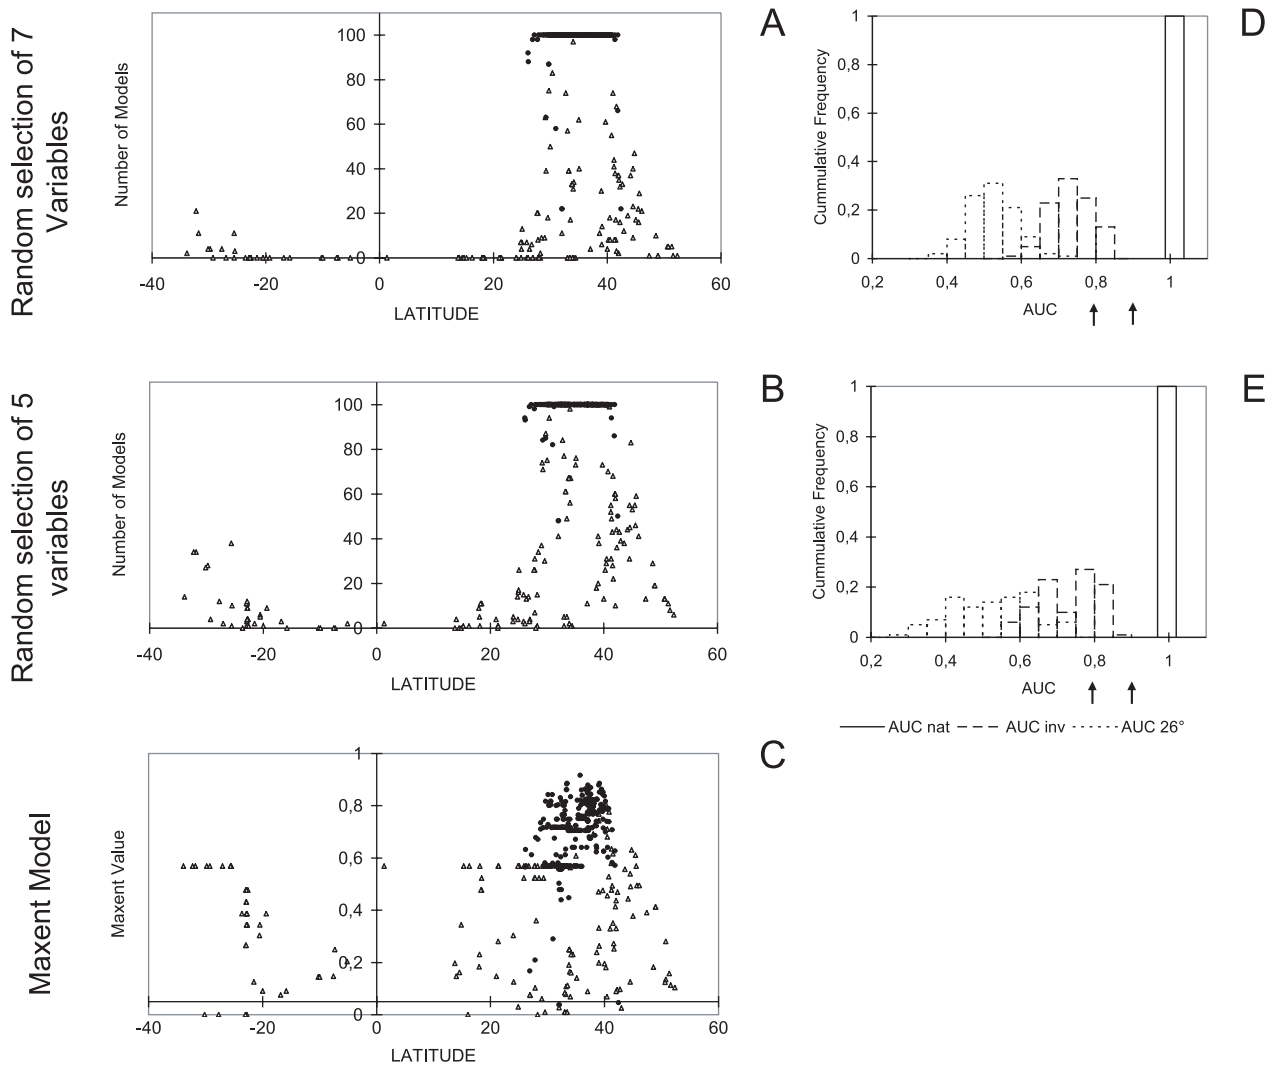 Random selection of 7
Variables
Number of Models
100
80
60
40
20
0
-40 -20 0 20 40 60
LATITUDE
A
Cummulative Frequency
1
0,8
0,6
0,4
0,2
0
0,2 0,4 0,6 0,8 1
AUC
D
Random selection of 5
variables
Number of Models
100
80
60
40
20
0
-40 -20 0 20 40 60
LATITUDE
B
Cummulative Frequency
1
0,8
0,6
0,4
0,2
0
0,2 0,4 0,6 0,8 1
AUC
E
AUC nat AUC inv AUC 26°
Maxent Model
Maxent Value
1
0,8
0,6
0,4
0,2
0
-40 -20 0 20 40 60
LATITUDE
C